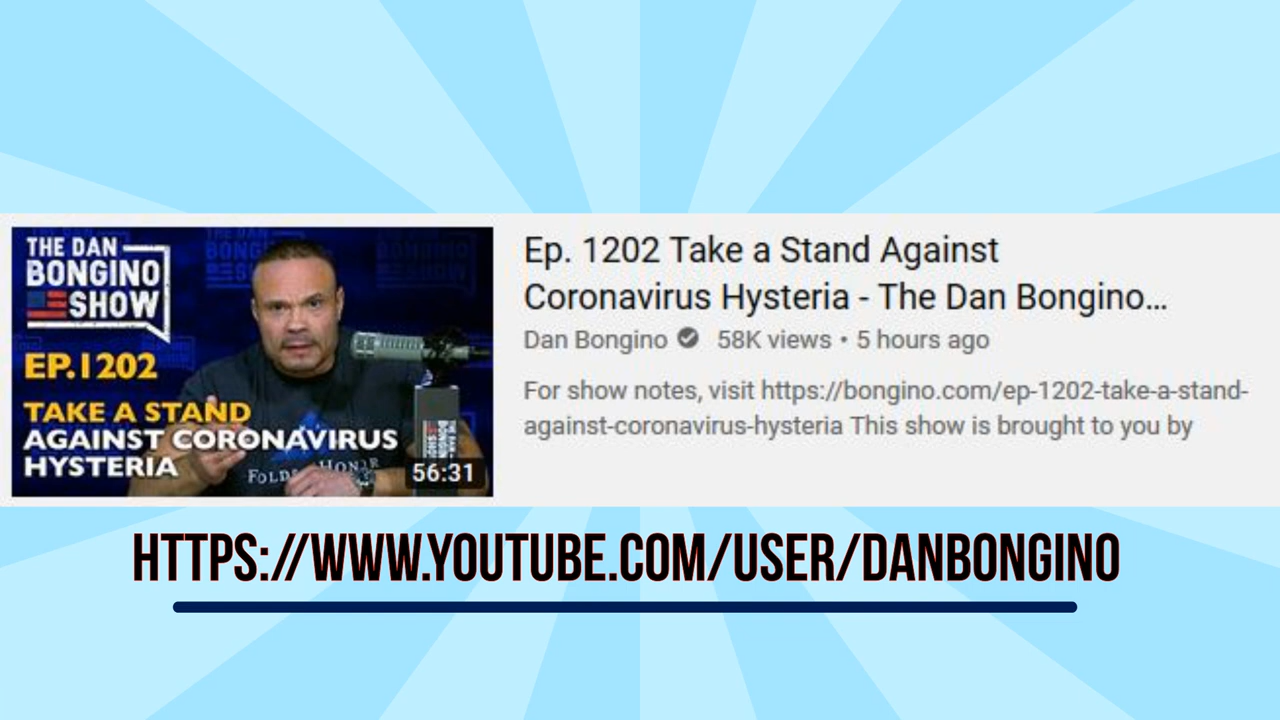 THE DAN
BONGINO
SHOW
EP.1202
TAKE A STAND
AGAINST CORONAVIRUS
HYSTERIA
56:31
Ep. 1202 Take a Stand Against
Coronavirus Hysteria - The Dan Bongino...
Dan Bongino 58K views • 5 hours ago
For show notes, visit https://bongino.com/ep-1202-take-a-stand-
against-coronavirus-hysteria This show is brought to you by
HTTPS://WWW.YOUTUBE.COM/USER/DANBONGINO